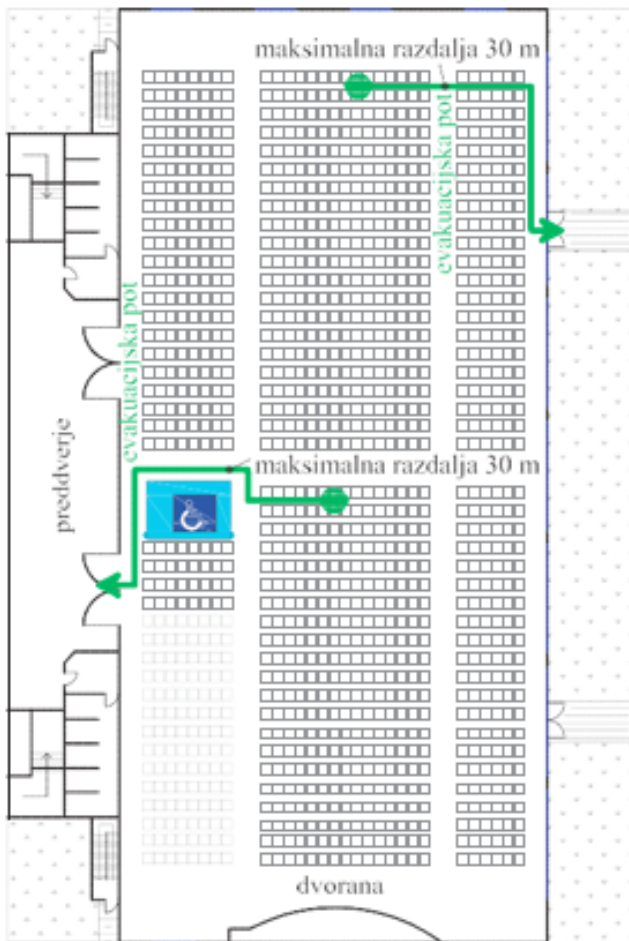 maksimalna razdalja 30 m
evakuacijska pot
evakuacijska pot
preddverje
maksimalna razdalja 30 m
dvorana